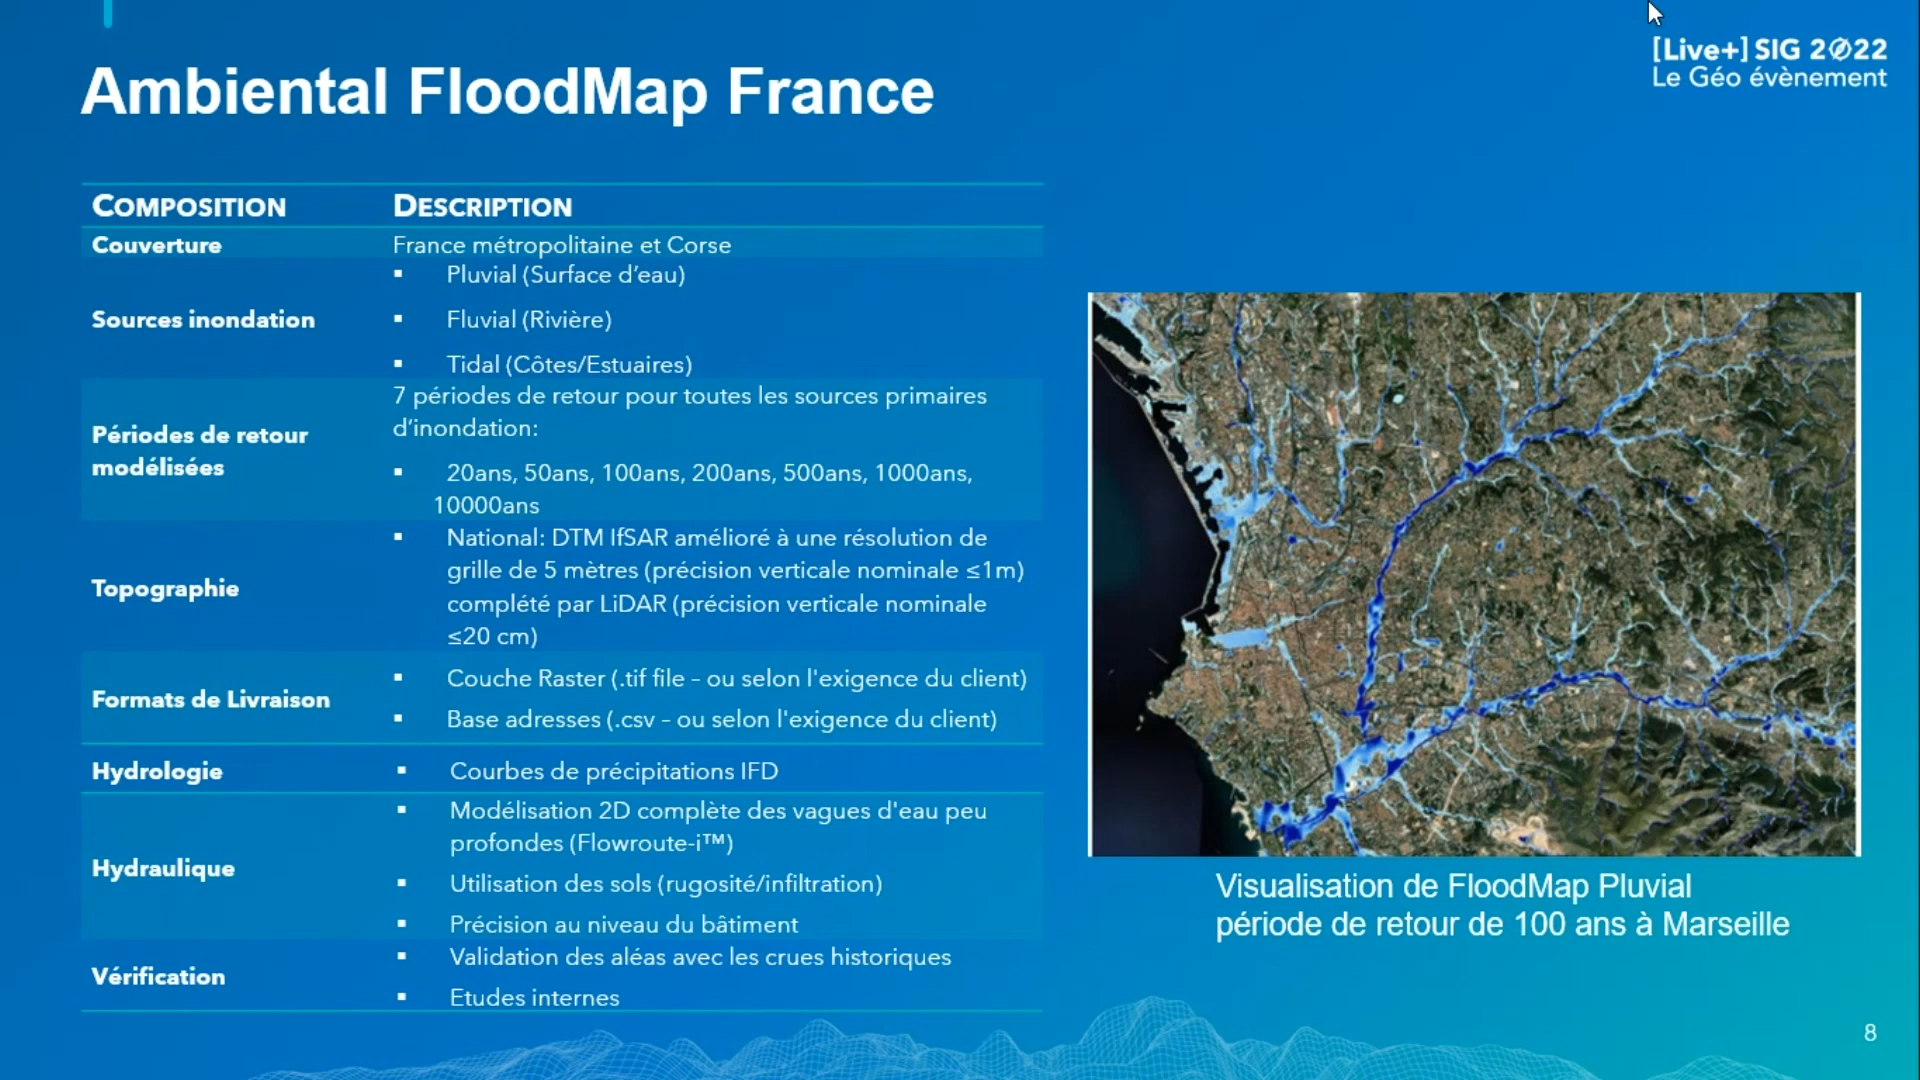 [Live+] SIG 2022
Le Géo évènement
Ambiental FloodMap France
COMPOSITION DESCRIPTION
Couverture France métropolitaine et Corse
Sources inondation
▪ Pluvial (Surface d’eau)
▪ Fluvial (Rivière)
▪ Tidal (Côtes/Estuaires)
Périodes de retour
modélisées
7 périodes de retour pour toutes les sources primaires
d’inondation:
▪ 20ans, 50ans, 100ans, 200ans, 500ans, 1000ans,
10000ans
Topographie
▪ National: DTM IfSAR amélioré à une résolution de
grille de 5 mètres (précision verticale nominale ≤1m)
complété par LiDAR (précision verticale nominale
≤20 cm)
Formats de Livraison
▪ Couche Raster (.tif file – ou selon l'exigence du client)
▪ Base adresses (.csv – ou selon l'exigence du client)
Hydrologie
▪ Courbes de précipitations IFD
Hydraulique
▪ Modélisation 2D complète des vagues d'eau peu
profondes (Flowroute-i™)
▪ Utilisation des sols (rugosité/infiltration)
▪ Précision au niveau du bâtiment
Vérification
▪ Validation des aléas avec les crues historiques
▪ Etudes internes
Visualisation de FloodMap Pluvial
période de retour de 100 ans à Marseille
8